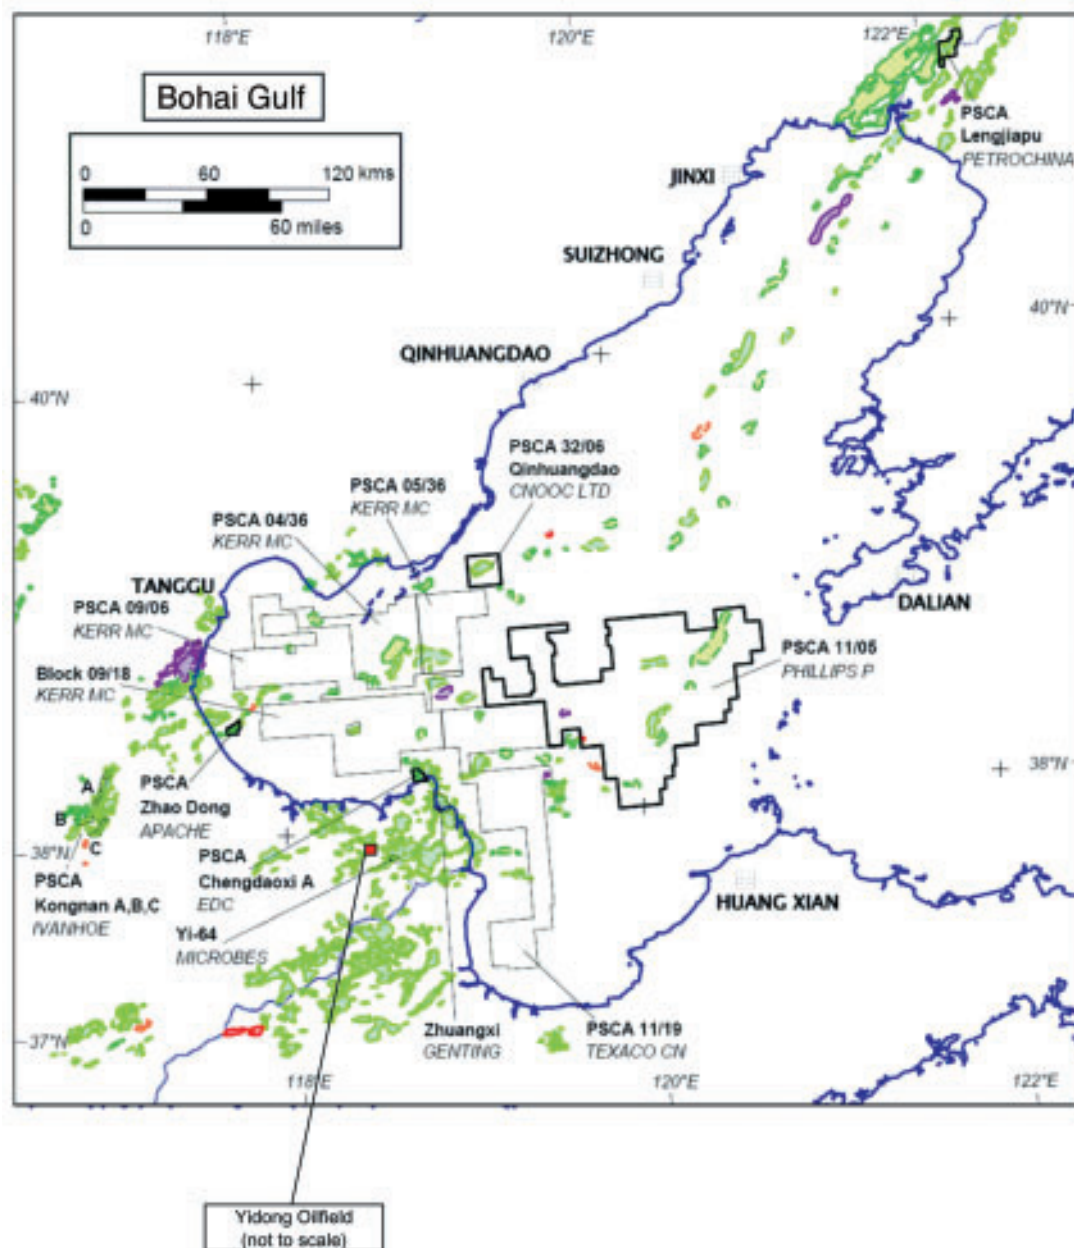 118°E
120°E
122°E
Bohai Gulf
0 60 120 kms
0 60 miles
PSCA
Lengjiapu
PETROCHINA
JINXI
SUIZHONG
40°N
QINHUANGDAO
40°N
PSCA 32/06
Qinhuangdao
CNOOC LTD
PSCA 05/36
KERR MC
PSCA 04/36
KERR MC
TANGGU
PSCA 09/06
KERR MC
DALIAN
PSCA 11/05
PHILLIPS P
Block 09/18
KERR MC
38°N
A
B
C
PSCA
Zhao Dong
APACHE
38°N
PSCA
Kongnan A,B,C
IVANHOE
PSCA
Chengdaoxi A
EDC
HUANG XIAN
Yi-64
MICROBES
Zhuangxi
GENTING
PSCA 11/19
TEXACO CN
37°N
118°E
120°E
122°E
Yidong Oilfield
(not to scale)